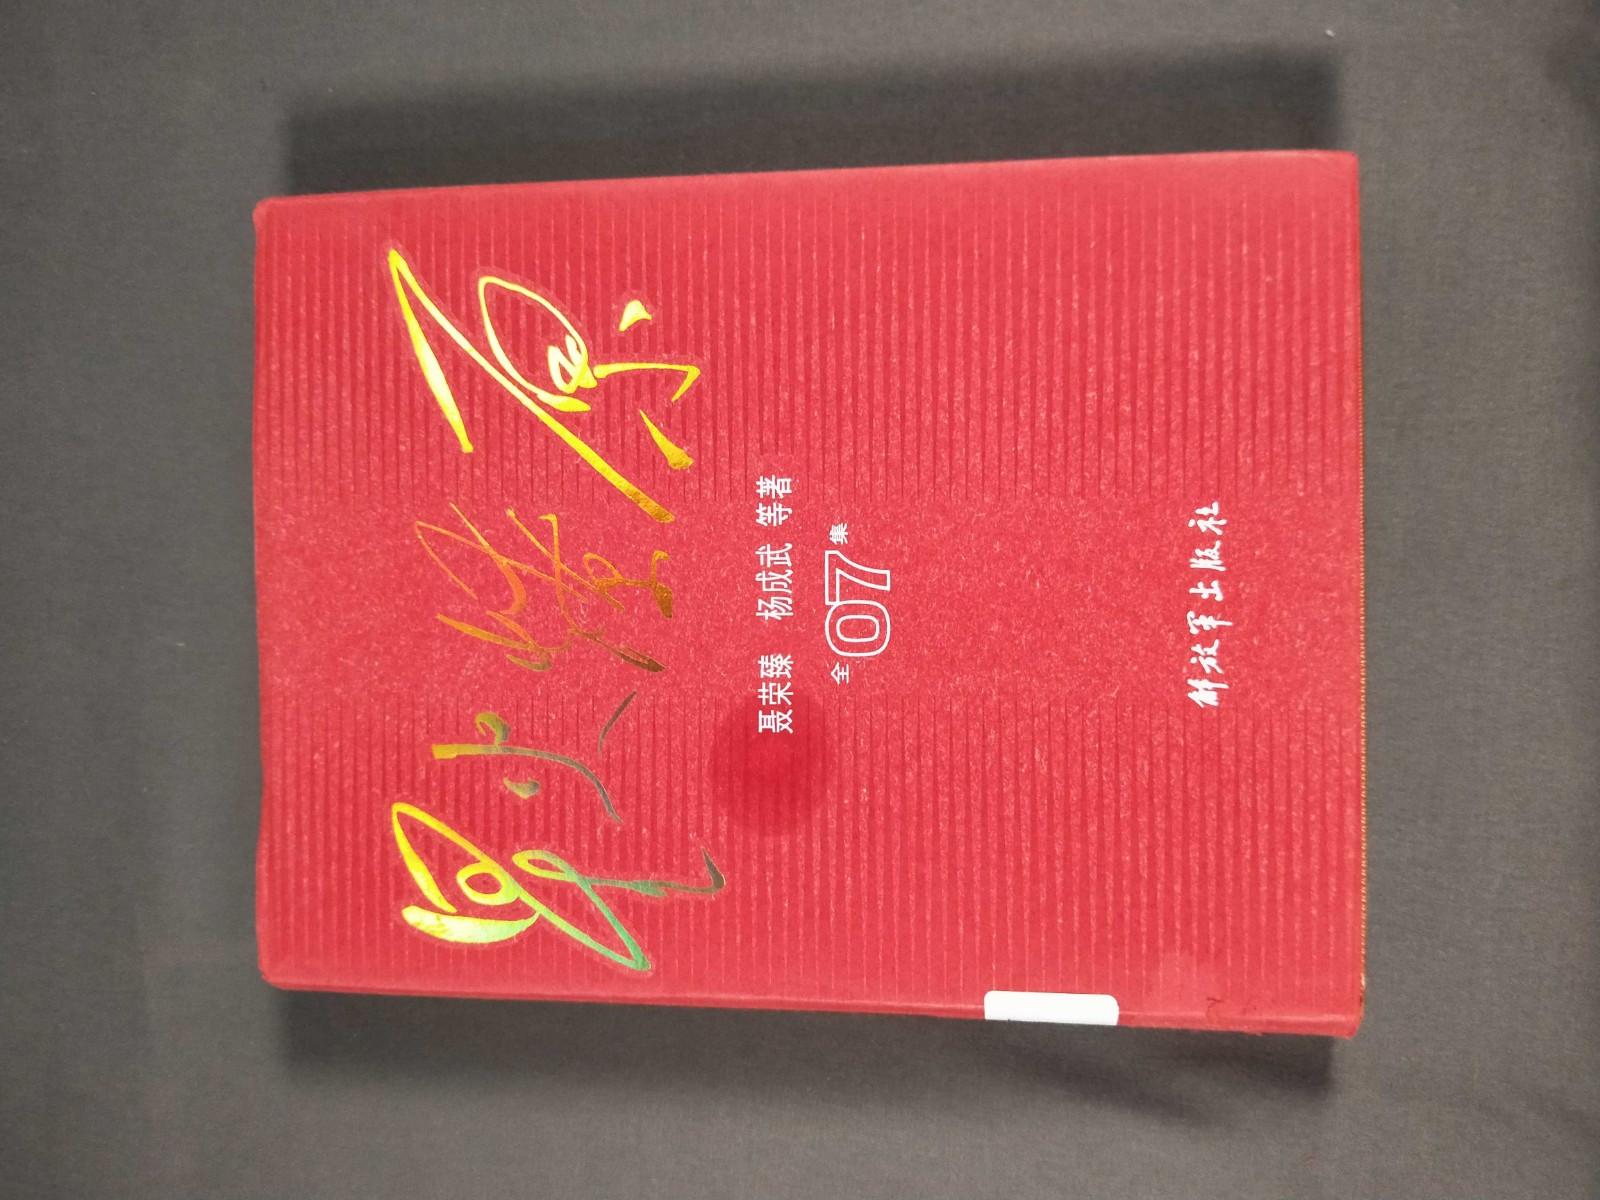 星火燎原
聂荣臻 杨成武 等著
全07集
解放军出版社